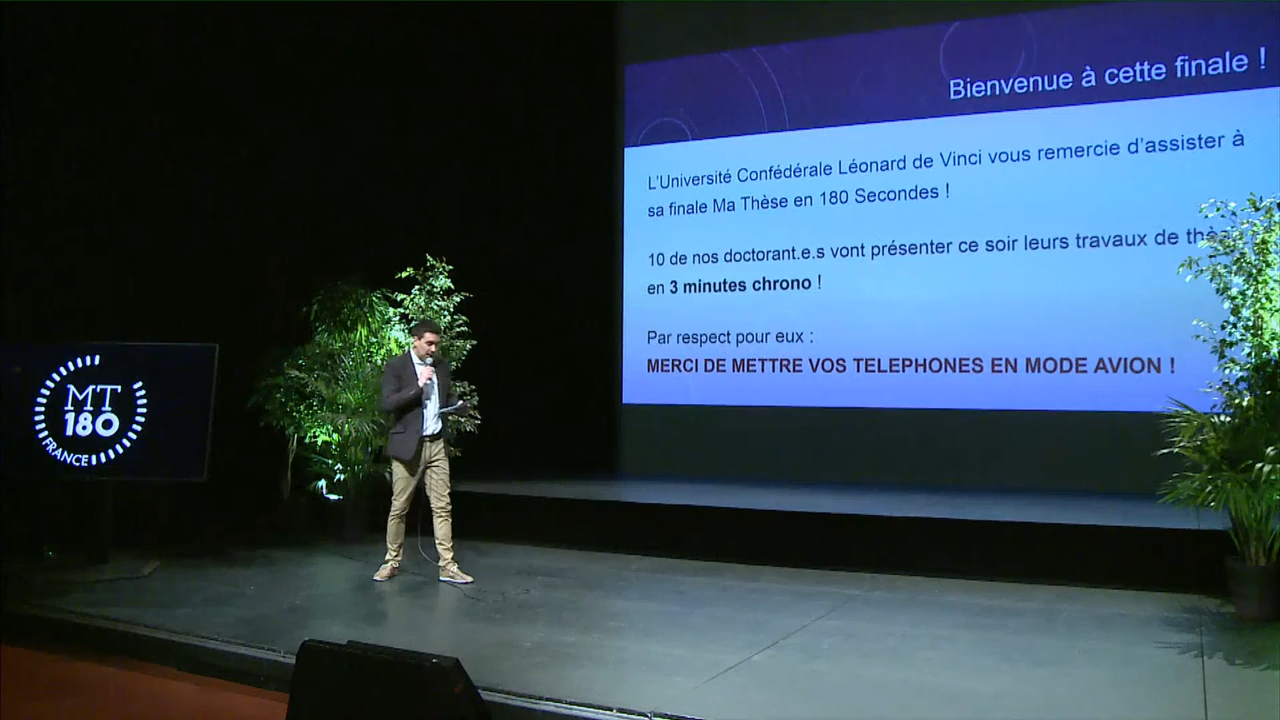 Bienvenue à cette finale !
L'Université Confédérale Léonard de Vinci vous remercie d'assister à
sa finale Ma Thèse en 180 Secondes !
10 de nos doctorant.e.s vont présenter ce soir leurs travaux de
en 3 minutes chrono !
Par respect pour eux :
MERCI DE METTRE VOS TELEPHONES EN MODE AVION !
MT
180
FRANCE